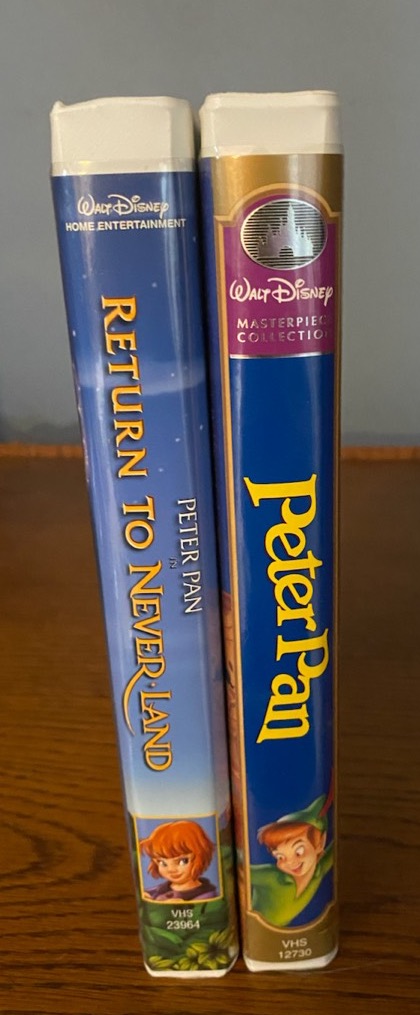 WALT DISNEY
HOME ENTERTAINMENT
PETER PAN
IN
RETURN TO NEVER LAND
VHS
23964
WALT DISNEY
MASTERPIECE
COLLECTION
Peter Pan
VHS
12730